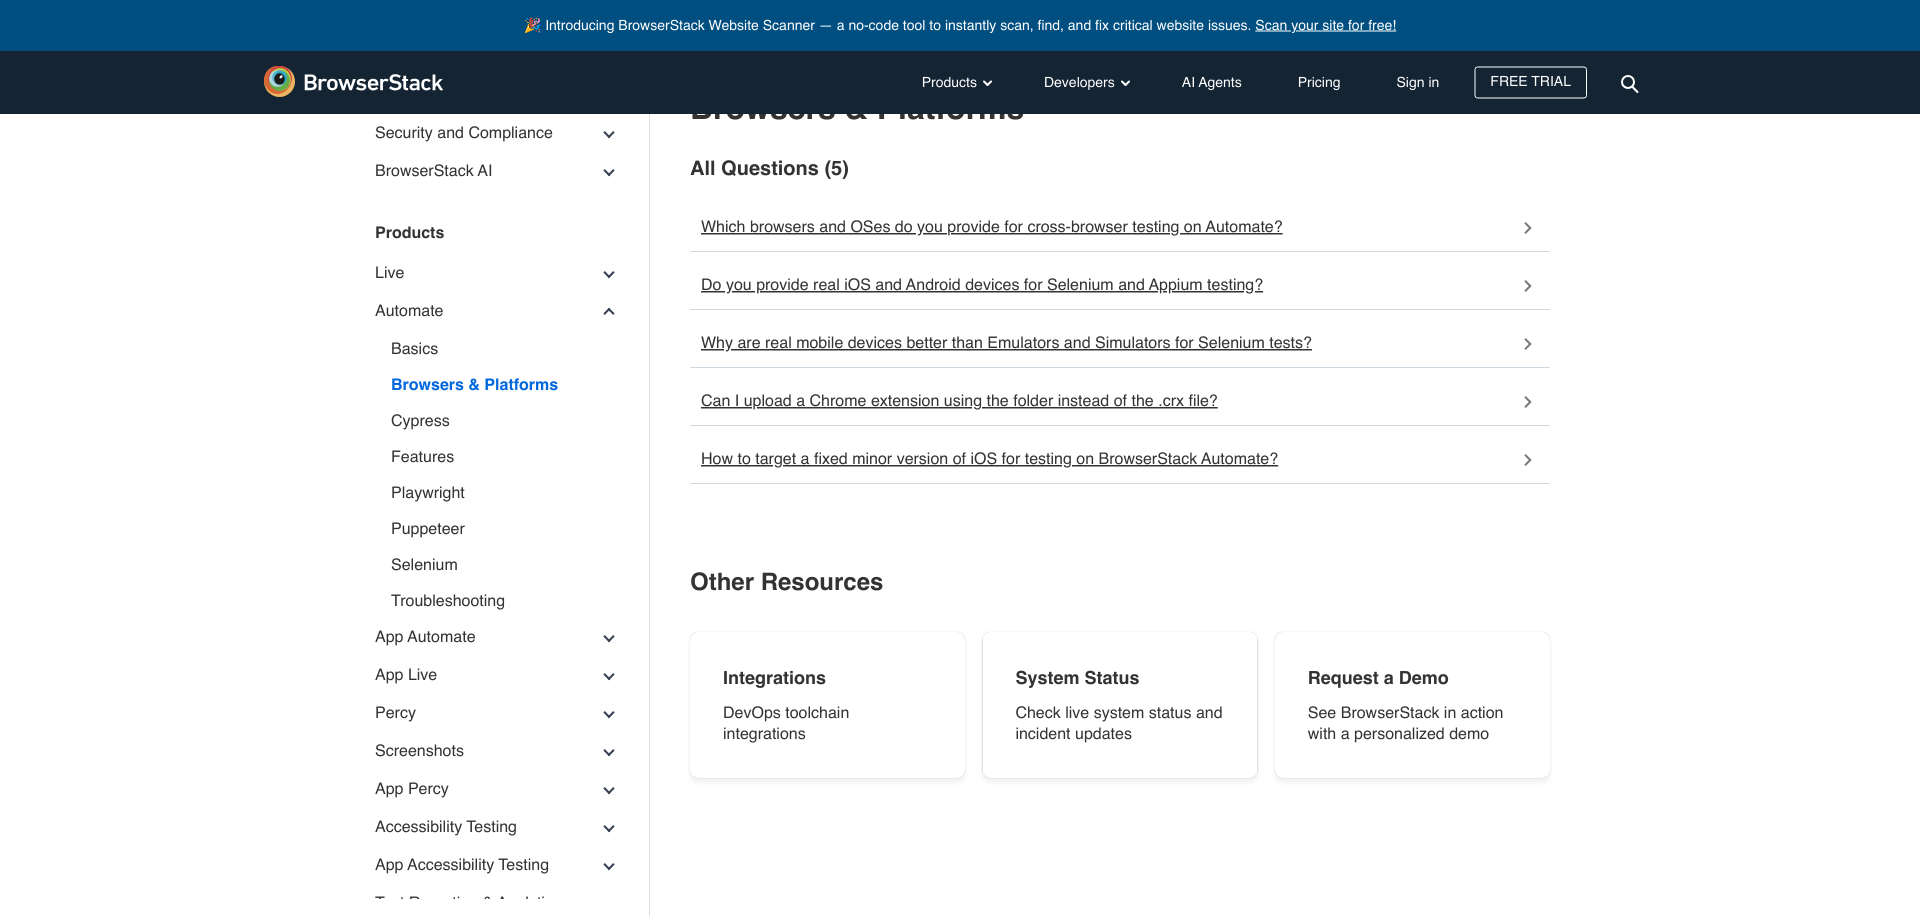 🎉 Introducing BrowserStack Website Scanner — a no-code tool to instantly scan, find, and fix critical website issues. Scan your site for free!
BrowserStack
Products
Developers
AI Agents
Pricing
Sign in
FREE TRIAL
Security and Compliance
BrowserStack AI
Products
Live
Automate
Basics
Browsers & Platforms
Cypress
Features
Playwright
Puppeteer
Selenium
Troubleshooting
App Automate
App Live
Percy
Screenshots
App Percy
Accessibility Testing
App Accessibility Testing
Browsers & Platforms
All Questions (5)
Which browsers and OSes do you provide for cross-browser testing on Automate?
Do you provide real iOS and Android devices for Selenium and Appium testing?
Why are real mobile devices better than Emulators and Simulators for Selenium tests?
Can I upload a Chrome extension using the folder instead of the .crx file?
How to target a fixed minor version of iOS for testing on BrowserStack Automate?
Other Resources
Integrations
DevOps toolchain
integrations
System Status
Check live system status and
incident updates
Request a Demo
See BrowserStack in action
with a personalized demo